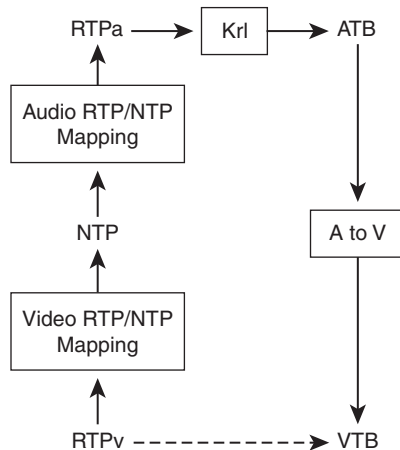 RTPa
Krl
ATB
Audio RTP/NTP
Mapping
NTP
A to V
Video RTP/NTP
Mapping
RTPv
VTB